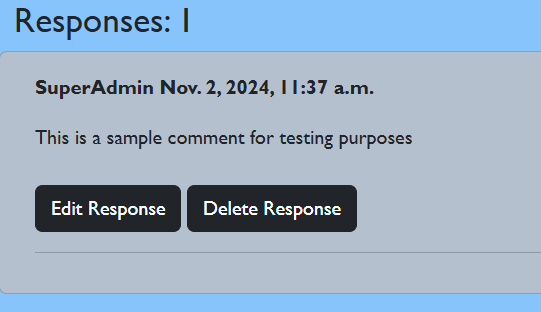 Responses: 1
SuperAdmin Nov. 2, 2024, 11:37 a.m.
This is a sample comment for testing purposes
Edit Response Delete Response